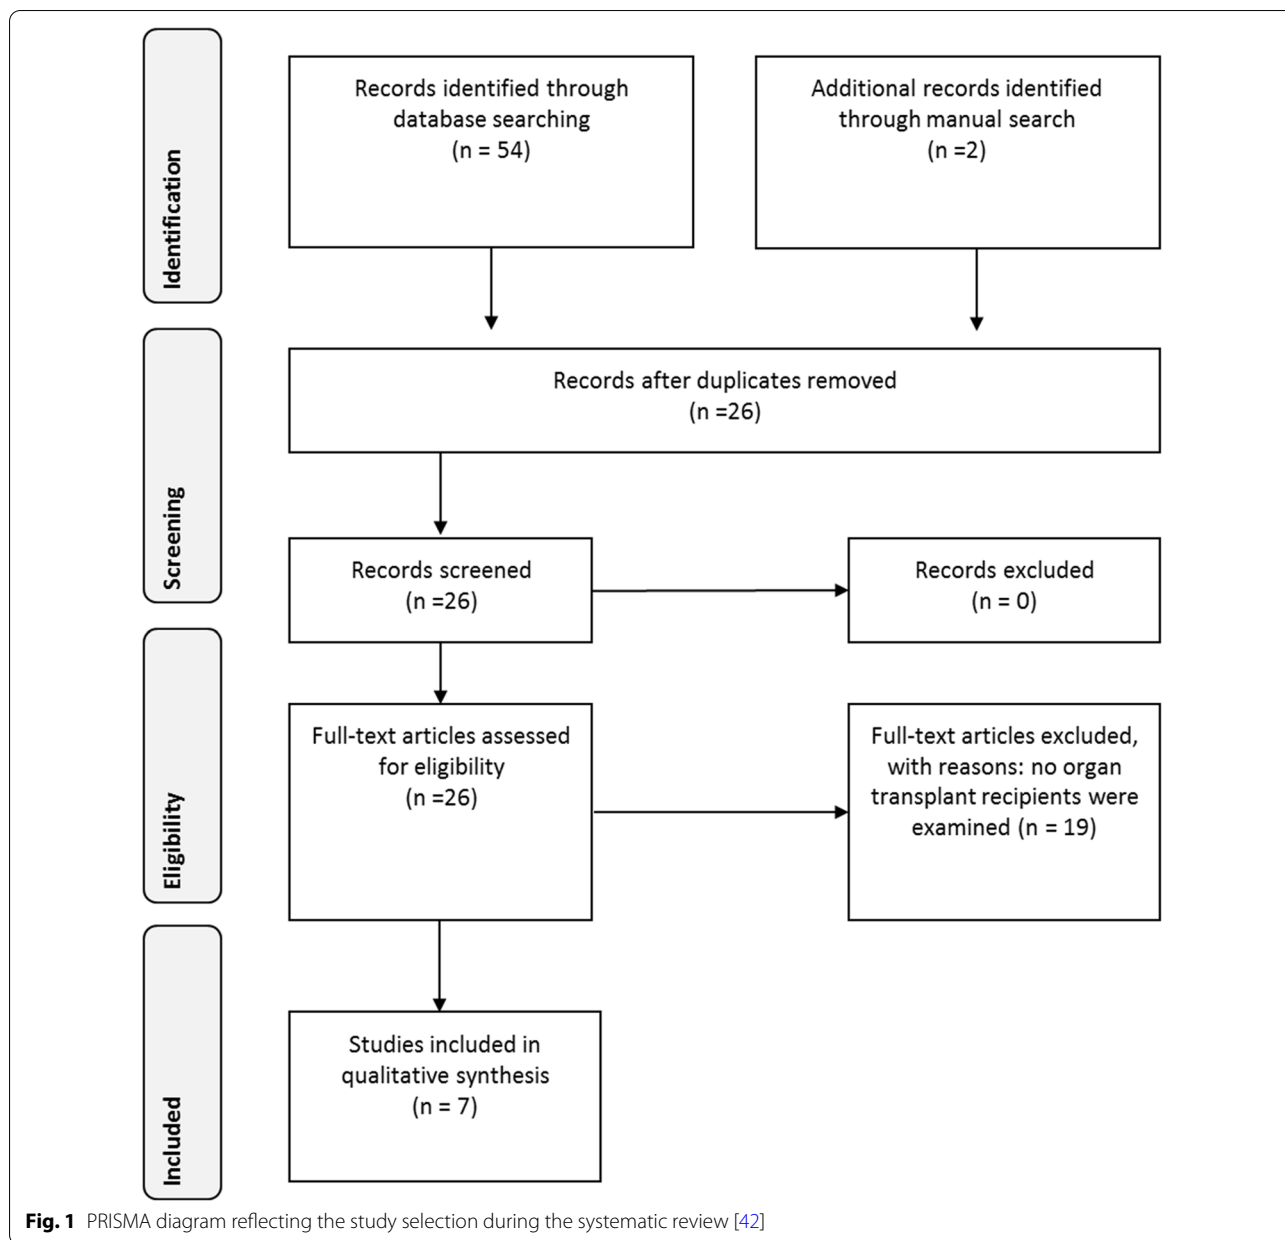 Identification
Records identified through
database searching
(n = 54)
Additional records identified
through manual search
(n =2)
Screening
Records after duplicates removed
(n =26)
Records screened
(n =26)
Records excluded
(n = 0)
Eligibility
Full-text articles assessed
for eligibility
(n =26)
Full-text articles excluded,
with reasons: no organ
transplant recipients were
examined (n = 19)
Included
Studies included in
qualitative synthesis
(n = 7)
Fig. 1 PRISMA diagram reflecting the study selection during the systematic review [42]